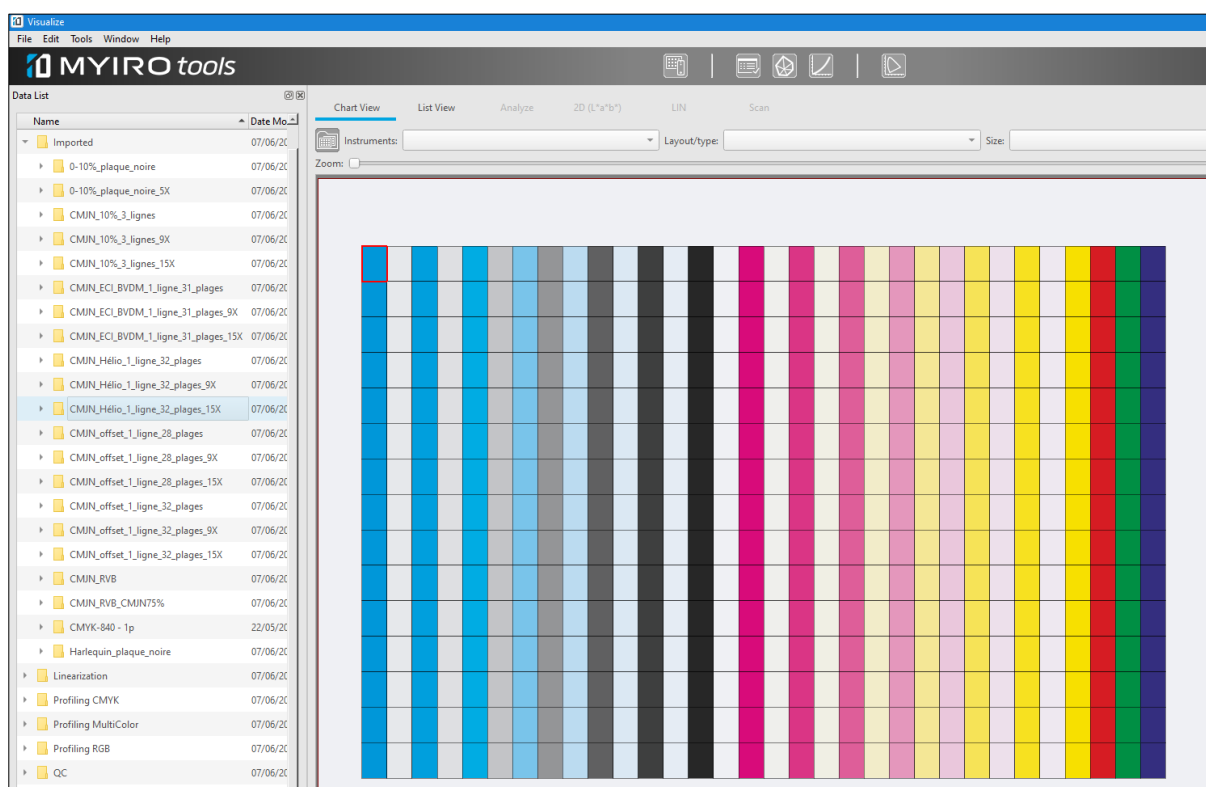 Visualize
File Edit Tools Window Help
MYIRO tools
Data List
Chart View List View Analyze 2D (L*a*b*) LIN Scan
Name Date Mo...
Instruments: Layout/type: Size:
Zoom:
Imported 07/06/20
0-10%_plaque_noire 07/06/20
0-10%_plaque_noire_5X 07/06/20
CMJN_10%_3_lignes 07/06/20
CMJN_10%_3_lignes_9X 07/06/20
CMJN_10%_3_lignes_15X 07/06/20
CMJN_ECI_BVDM_1_ligne_31_plages 07/06/20
CMJN_ECI_BVDM_1_ligne_31_plages_9X 07/06/20
CMJN_ECI_BVDM_1_ligne_31_plages_15X 07/06/20
CMJN_Hélio_1_ligne_32_plages 07/06/20
CMJN_Hélio_1_ligne_32_plages_9X 07/06/20
CMJN_Hélio_1_ligne_32_plages_15X 07/06/20
CMJN_offset_1_ligne_28_plages 07/06/20
CMJN_offset_1_ligne_28_plages_9X 07/06/20
CMJN_offset_1_ligne_28_plages_15X 07/06/20
CMJN_offset_1_ligne_32_plages 07/06/20
CMJN_offset_1_ligne_32_plages_9X 07/06/20
CMJN_offset_1_ligne_32_plages_15X 07/06/20
CMJN_RVB 07/06/20
CMJN_RVB_CMJN75% 07/06/20
CMYK-840 - 1p 22/05/20
Harlequin_plaque_noire 07/06/20
Linearization 07/06/20
Profiling CMYK 07/06/20
Profiling MultiColor 07/06/20
Profiling RGB 07/06/20
QC 07/06/20